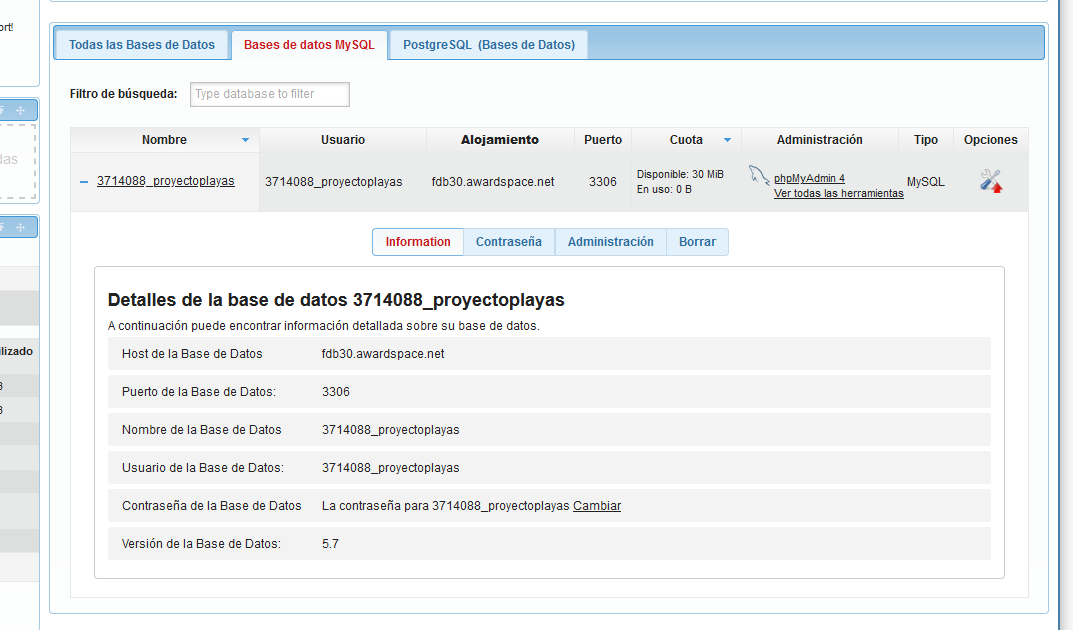 ort!
Todas las Bases de Datos
Bases de datos MySQL
PostgreSQL (Bases de Datos)
Filtro de búsqueda:
Type database to filter
Nombre Usuario Alojamiento Puerto Cuota Administración Tipo Opciones
3714088_proyectoplayas 3714088_proyectoplayas fdb30.awardspace.net 3306 Disponible: 30 MiB phpMyAdmin 4 MySQL
En uso: 0 B Ver todas las herramientas
das
Information Contraseña Administración Borrar
Detalles de la base de datos 3714088_proyectoplayas
A continuación puede encontrar información detallada sobre su base de datos.
Host de la Base de Datos fdb30.awardspace.net
ilizado
Puerto de la Base de Datos: 3306
Nombre de la Base de Datos 3714088_proyectoplayas
Usuario de la Base de Datos: 3714088_proyectoplayas
Contraseña de la Base de Datos La contraseña para 3714088_proyectoplayas Cambiar
Versión de la Base de Datos: 5.7